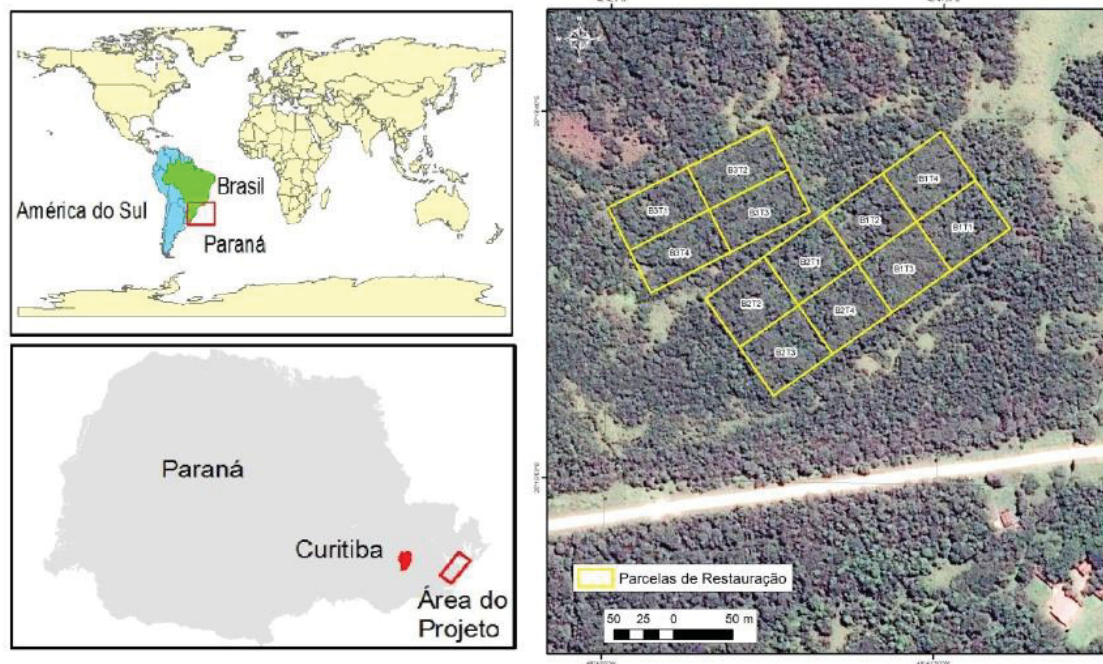 Brasil
América do Sul
Paraná
Paraná
Curitiba
Área do
Projeto
B3T2
B1T4
B3T1
B3T3
B1T2
B1T1
B3T4
B2T1
B1T3
B2T2
B2T4
B2T3
Parcelas de Restauração
50 25 0 50 m